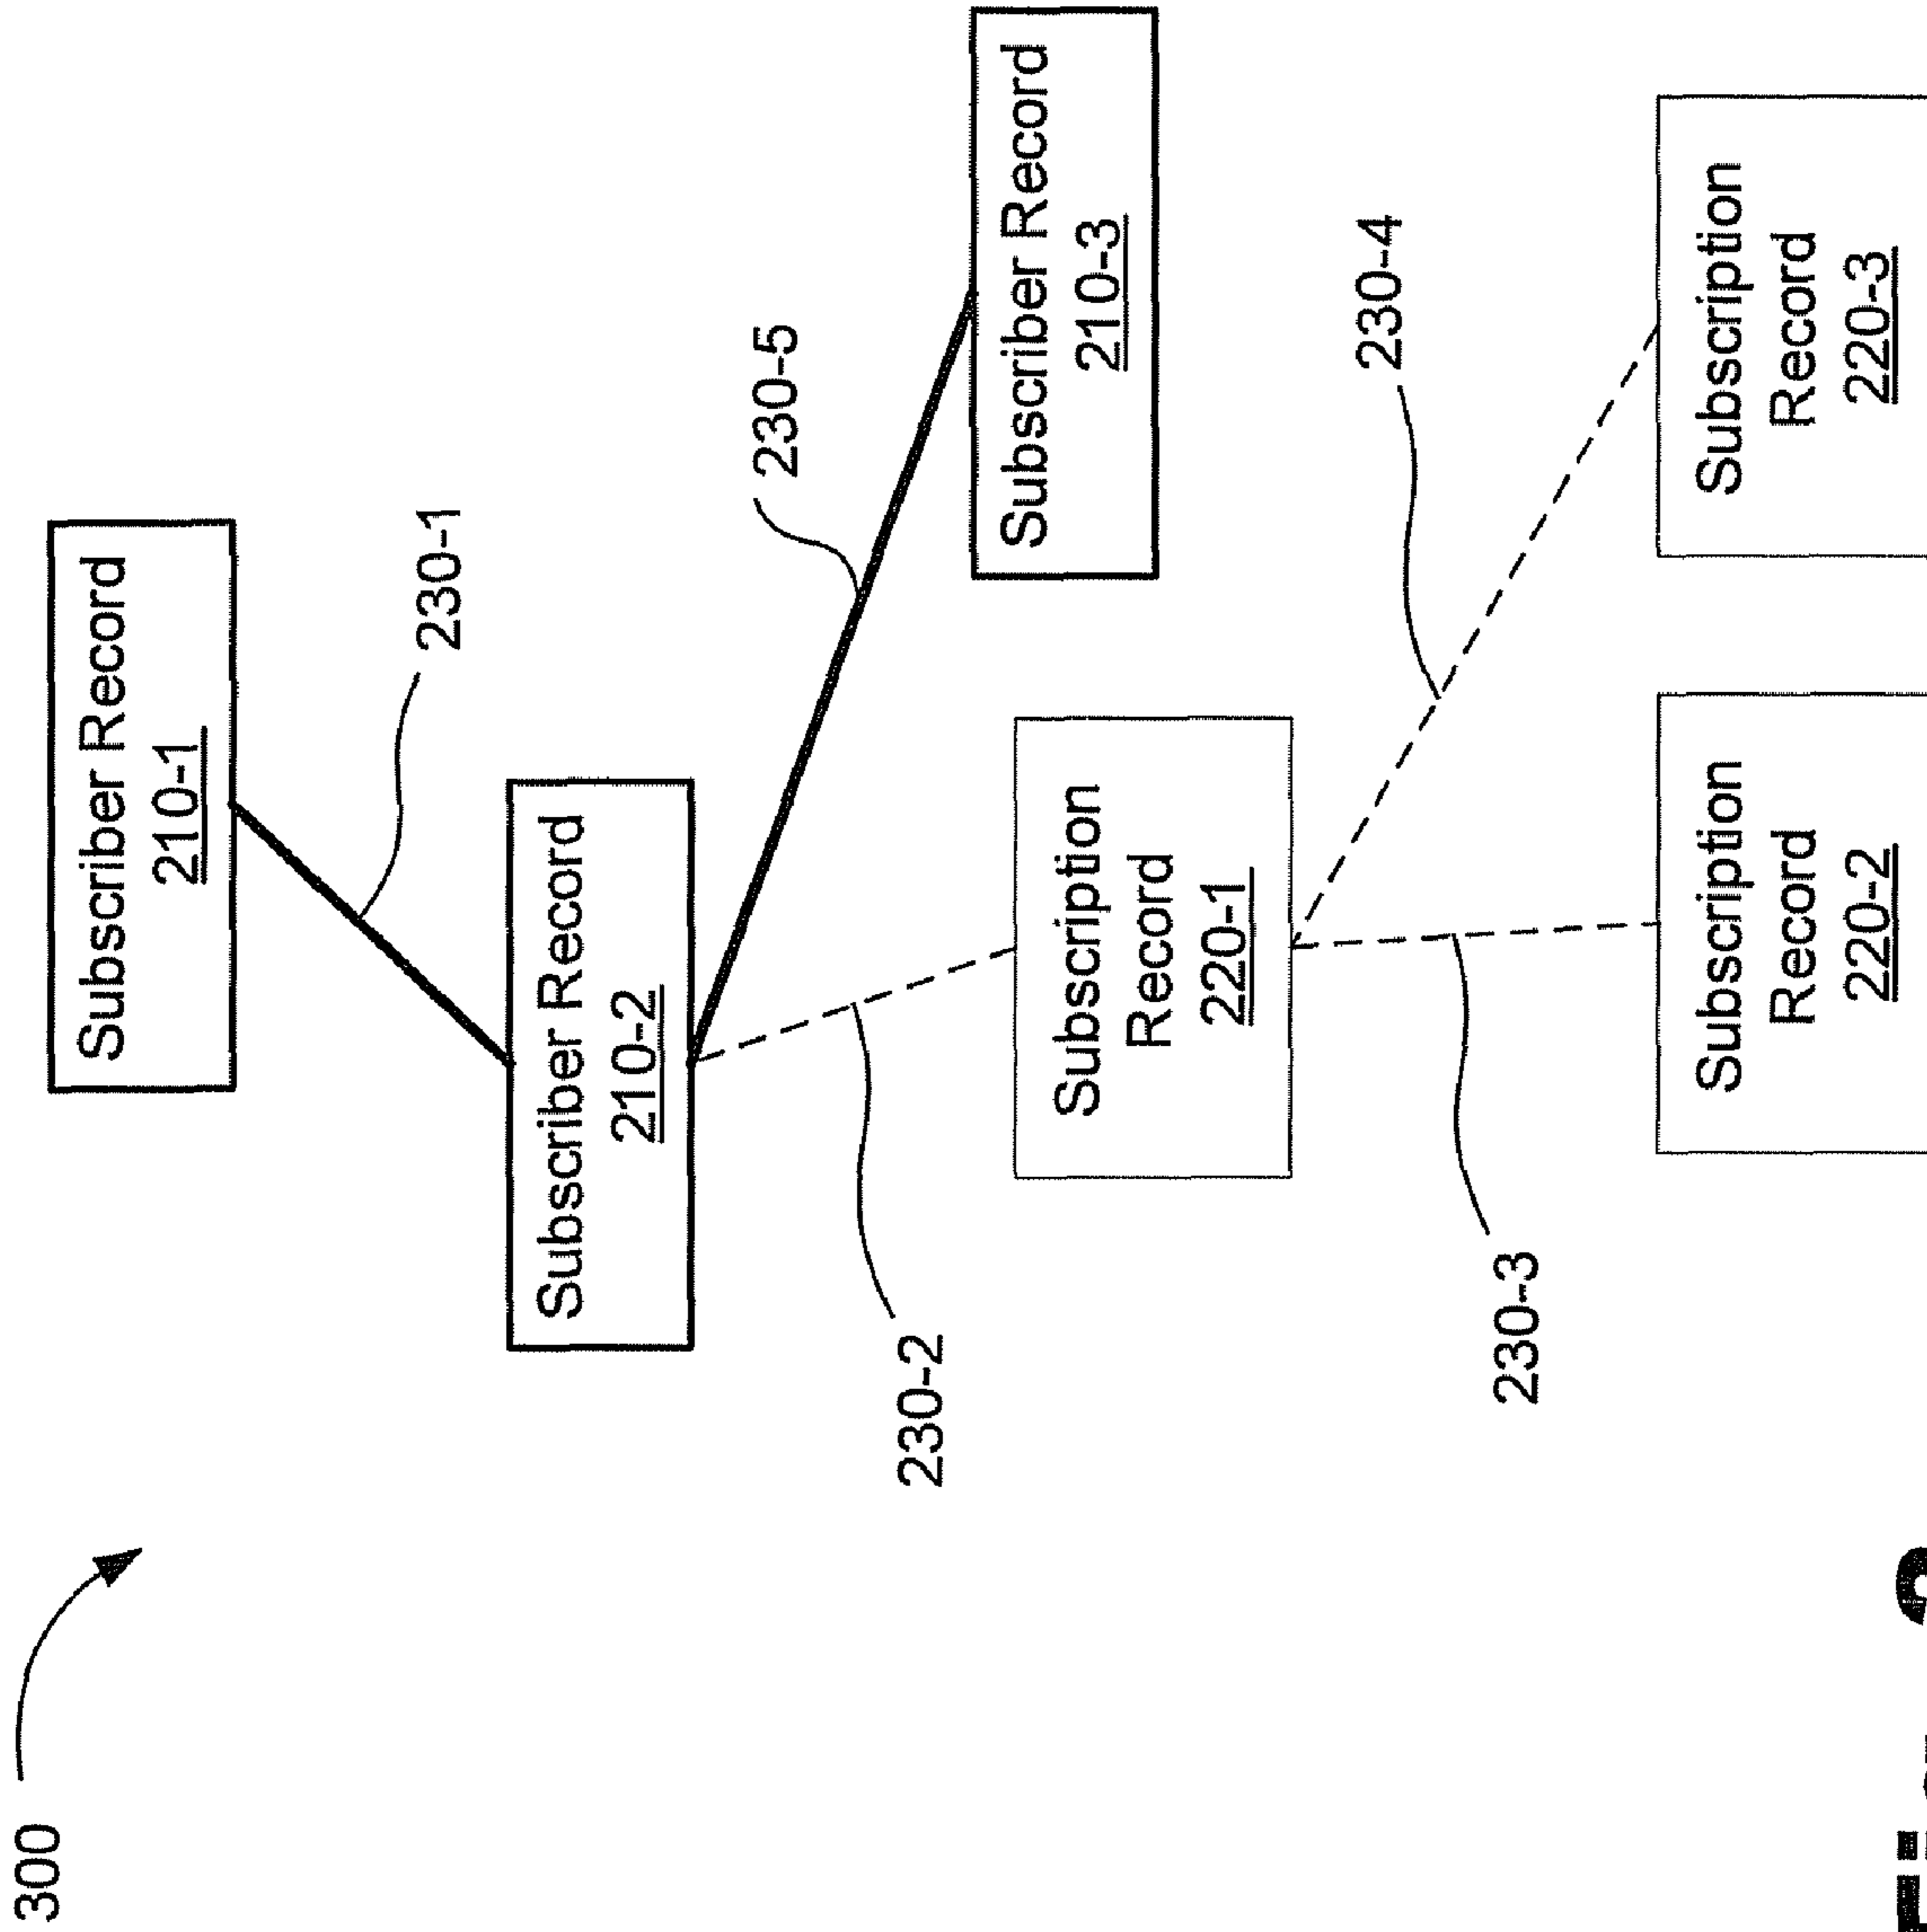 300
Subscriber Record
210-1
230-1
Subscriber Record
210-2
230-5
Subscriber Record
210-3
230-2
Subscription
Record
220-1
230-4
230-3
Subscription
Record
220-2
Subscription
Record
220-3